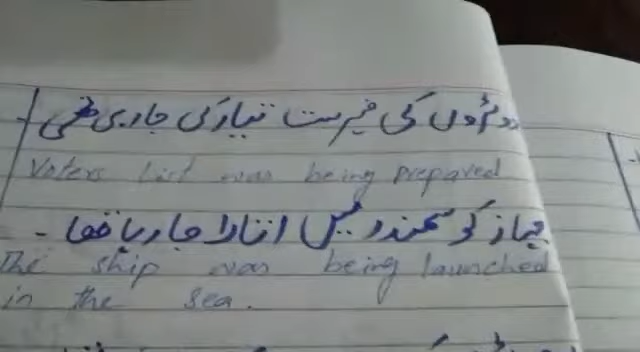 ووٹروں کی فہرست تیار کی جا رہی تھی
Voters list was being prepared
جہاز کو سمندر میں اتارا جا رہا تھا ۔
The ship was being launched
in the sea.